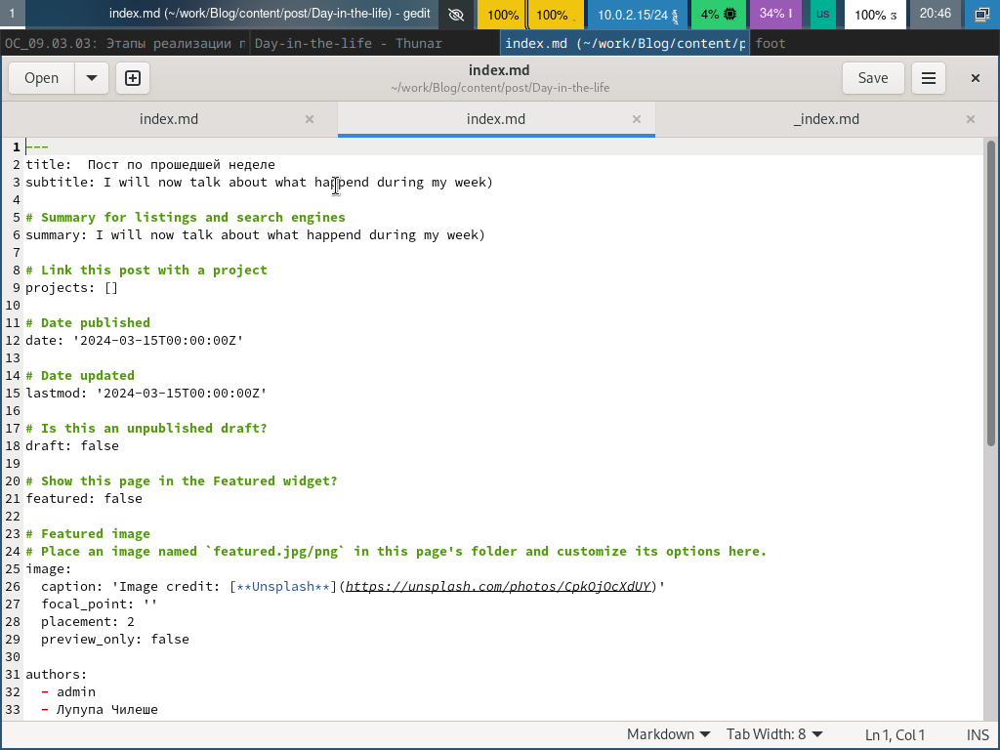 1 index.md (~/work/Blog/content/post/Day-in-the-life) - gedit 100% 100% 10.0.2.15/24 4% 34% us 100% 20:46
ОС_09.03.03: Этапы реализации п Day-in-the-life - Thunar index.md (~/work/Blog/content/p foot
Open index.md Save
~/work/Blog/content/post/Day-in-the-life
index.md × index.md × _index.md ×
1 ---
2 title:  Пост по прошедшей неделе
3 subtitle: I will now talk about what happend during my week)
4
5 # Summary for listings and search engines
6 summary: I will now talk about what happend during my week)
7
8 # Link this post with a project
9 projects: []
10
11 # Date published
12 date: '2024-03-15T00:00:00Z'
13
14 # Date updated
15 lastmod: '2024-03-15T00:00:00Z'
16
17 # Is this an unpublished draft?
18 draft: false
19
20 # Show this page in the Featured widget?
21 featured: false
22
23 # Featured image
24 # Place an image named `featured.jpg/png` in this page's folder and customize its options here.
25 image:
26   caption: 'Image credit: [**Unsplash**](https://unsplash.com/photos/CpkOjOcXdUY)'
27   focal_point: ''
28   placement: 2
29   preview_only: false
30
31 authors:
32   - admin
33   - Лупупа Чилеше
Markdown Tab Width: 8 Ln 1, Col 1 INS